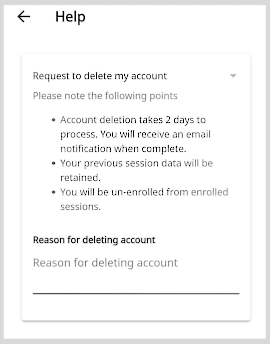 Help
Request to delete my account
Please note the following points
Account deletion takes 2 days to
process. You will receive an email
notification when complete.
Your previous session data will be
retained.
You will be un-enrolled from enrolled
sessions.
Reason for deleting account
Reason for deleting account